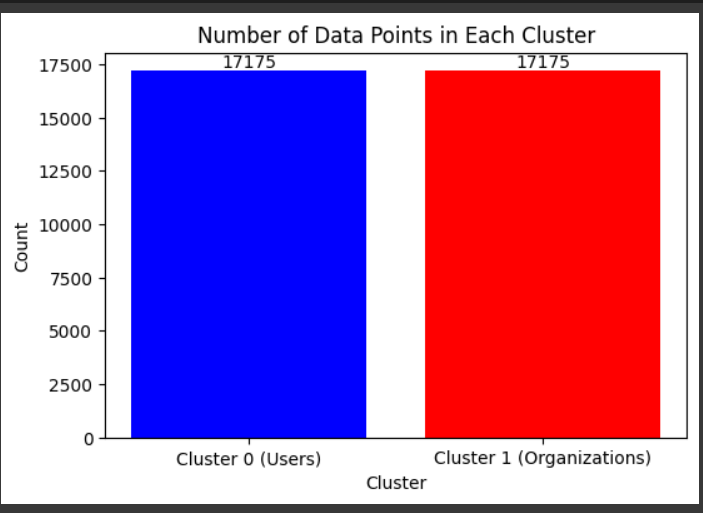 Number of Data Points in Each Cluster
17175 17175
17500
15000
12500
10000
7500
5000
2500
0
Count
Cluster 0 (Users) Cluster 1 (Organizations)
Cluster